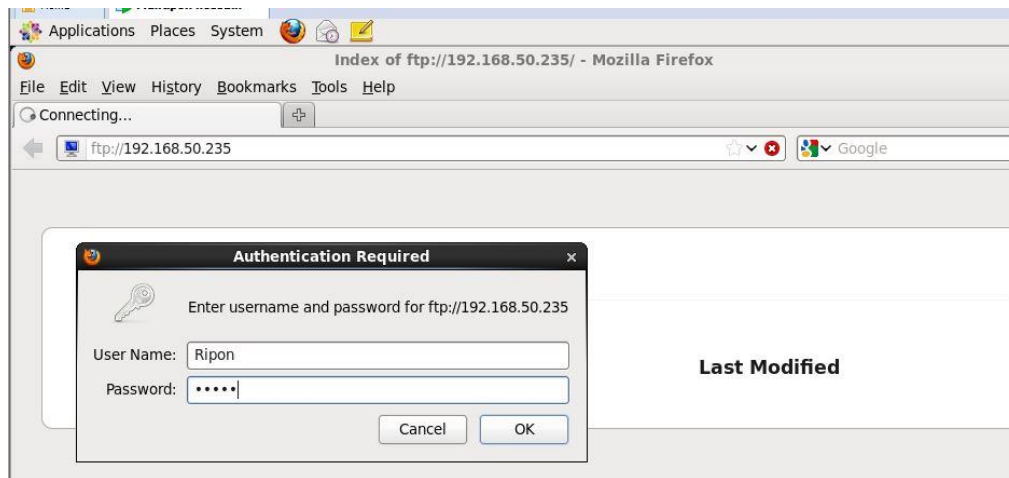 Applications Places System
Index of ftp://192.168.50.235/ - Mozilla Firefox
File Edit View History Bookmarks Tools Help
Connecting...
ftp://192.168.50.235
Google
Authentication Required
Enter username and password for ftp://192.168.50.235
User Name: Ripon
Password: •••••
Cancel OK
Last Modified